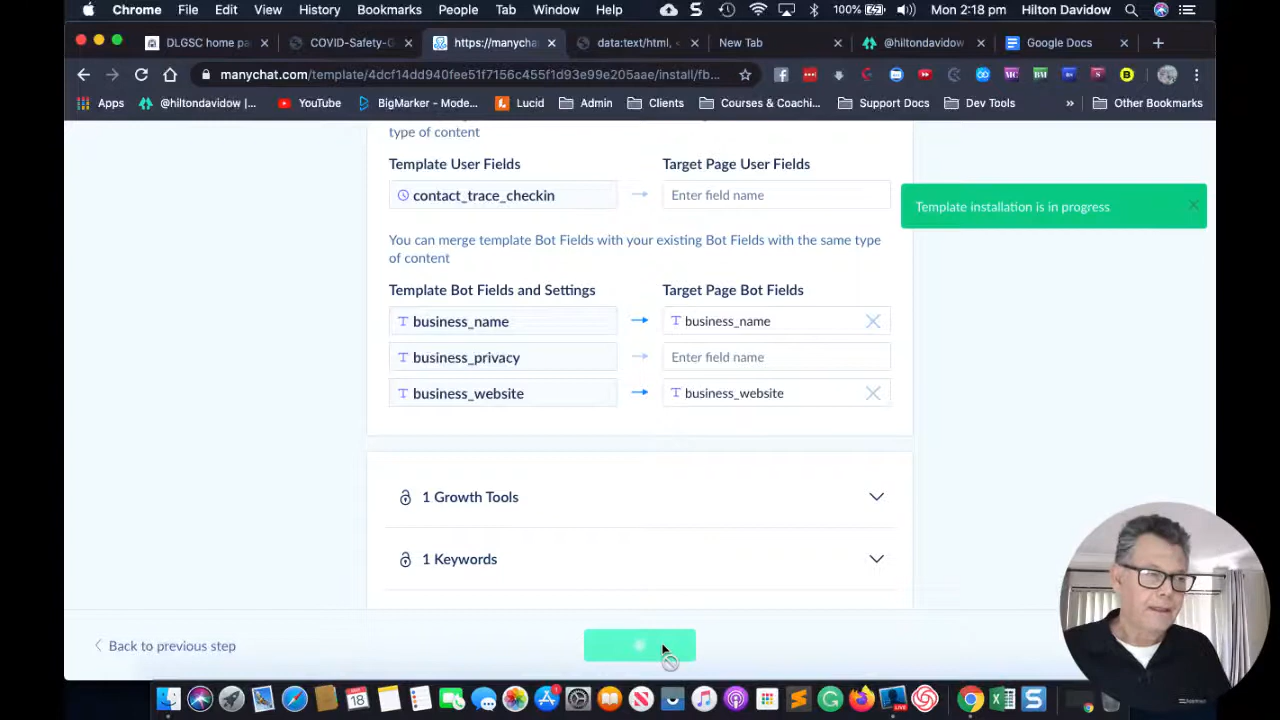 Chrome File Edit View History Bookmarks People Tab Window Help 100% Mon 2:18 pm Hilton Davidow
DLGSC home pa
COVID-Safety-G
https://manycha
data:text/html, <
New Tab
@hiltondavidow
Google Docs
manychat.com/template/4dcf14dd940fee51f7156c455f1d93e99e205aae/install/fb...
Apps @hiltondavidow |... YouTube BigMarker - Mode... Lucid Admin Clients Courses & Coachi... Support Docs Dev Tools » Other Bookmarks
type of content
Template User Fields Target Page User Fields
contact_trace_checkin Enter field name
Template installation is in progress
You can merge template Bot Fields with your existing Bot Fields with the same type
of content
Template Bot Fields and Settings Target Page Bot Fields
business_name business_name
business_privacy Enter field name
business_website business_website
1 Growth Tools
1 Keywords
Back to previous step
18
LIVE